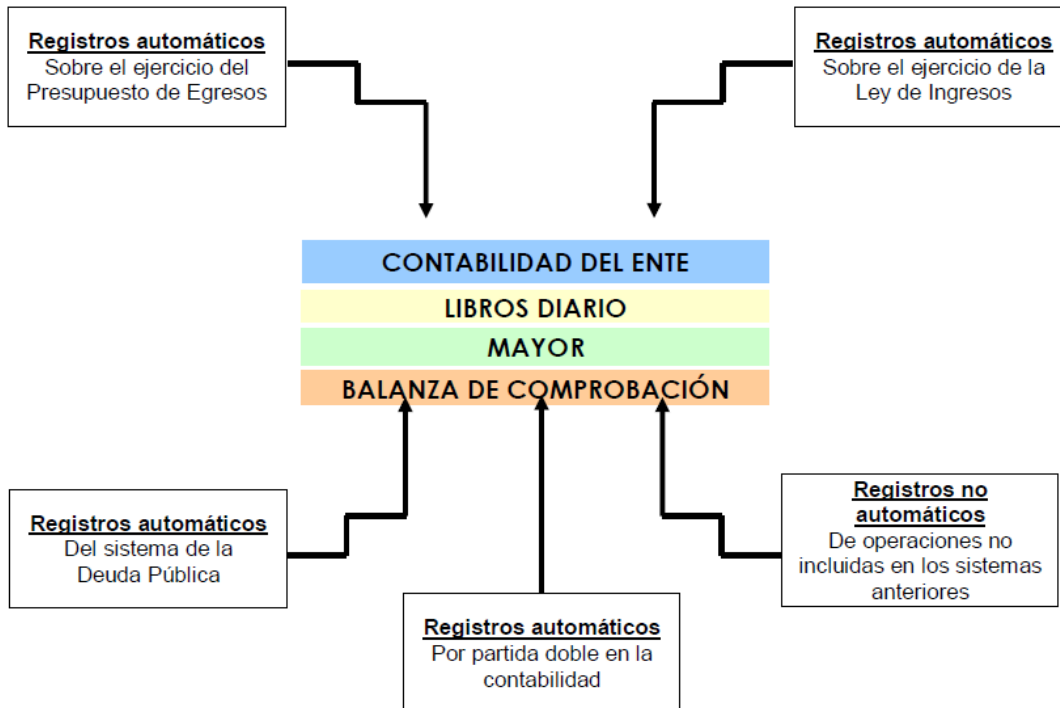 Registros automáticos
Sobre el ejercicio del
Presupuesto de Egresos
Registros automáticos
Sobre el ejercicio de la
Ley de Ingresos
CONTABILIDAD DEL ENTE
LIBROS DIARIO
MAYOR
BALANZA DE COMPROBACIÓN
Registros automáticos
Del sistema de la
Deuda Pública
Registros automáticos
Por partida doble en la
contabilidad
Registros no
automáticos
De operaciones no
incluidas en los sistemas
anteriores